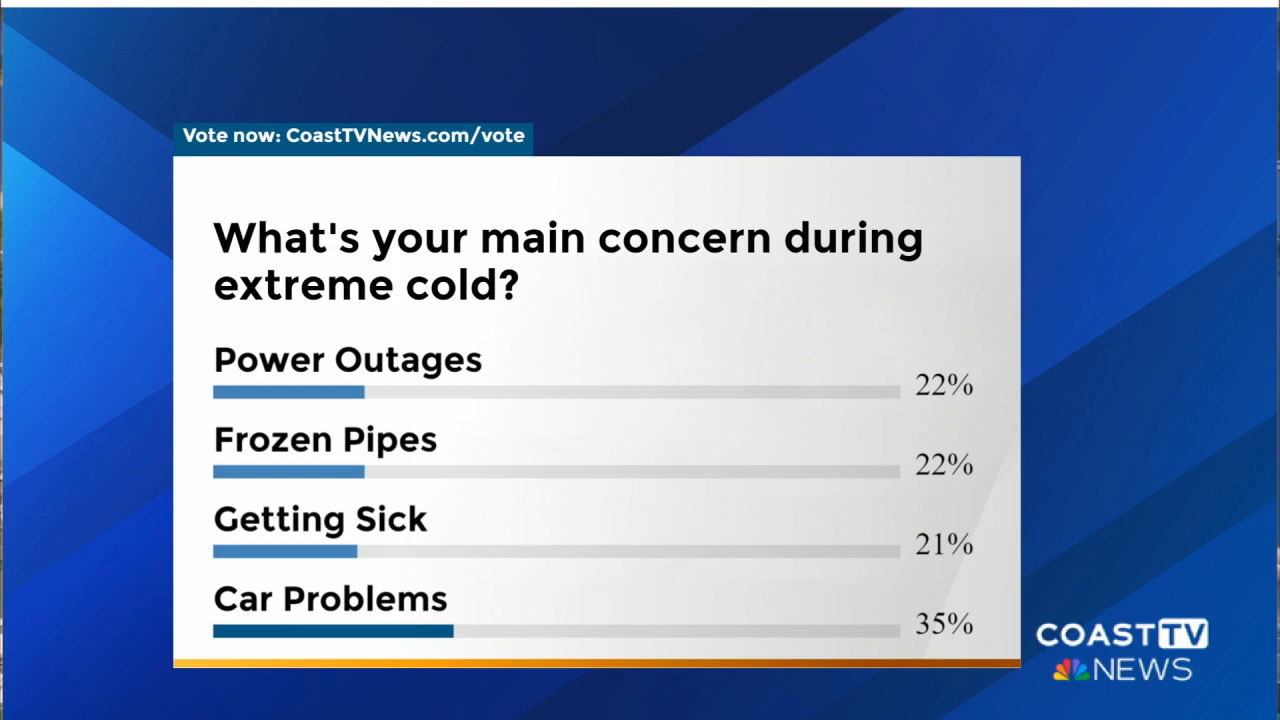 Vote now: CoastTVNews.com/vote
What's your main concern during
extreme cold?
Power Outages
22%
Frozen Pipes
22%
Getting Sick
21%
Car Problems
35%
COAST TV
NEWS